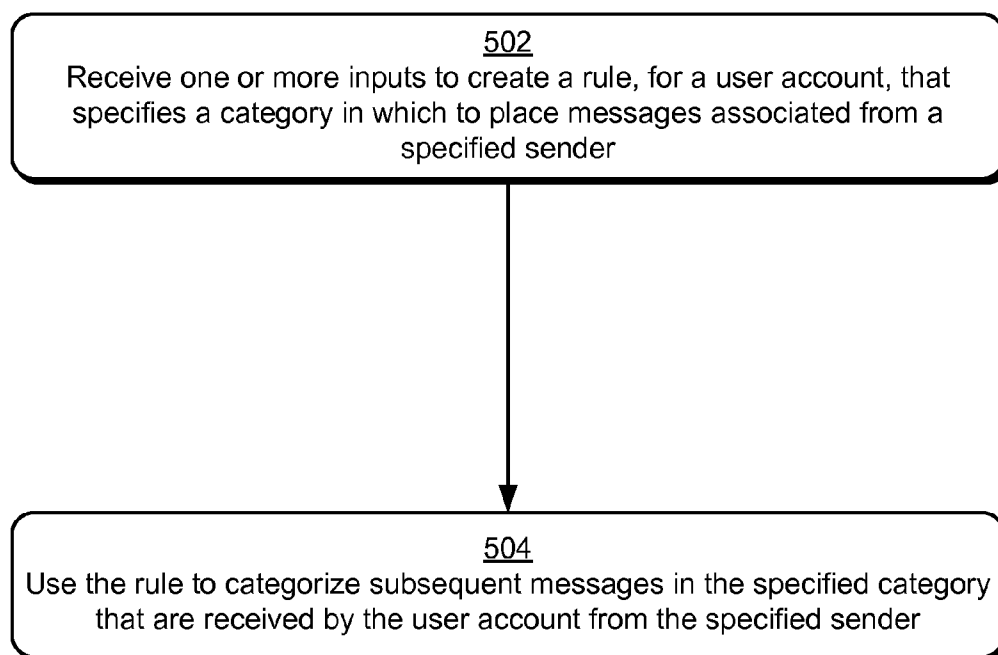 502
Receive one or more inputs to create a rule, for a user account, that
specifies a category in which to place messages associated from a
specified sender
504
Use the rule to categorize subsequent messages in the specified category
that are received by the user account from the specified sender